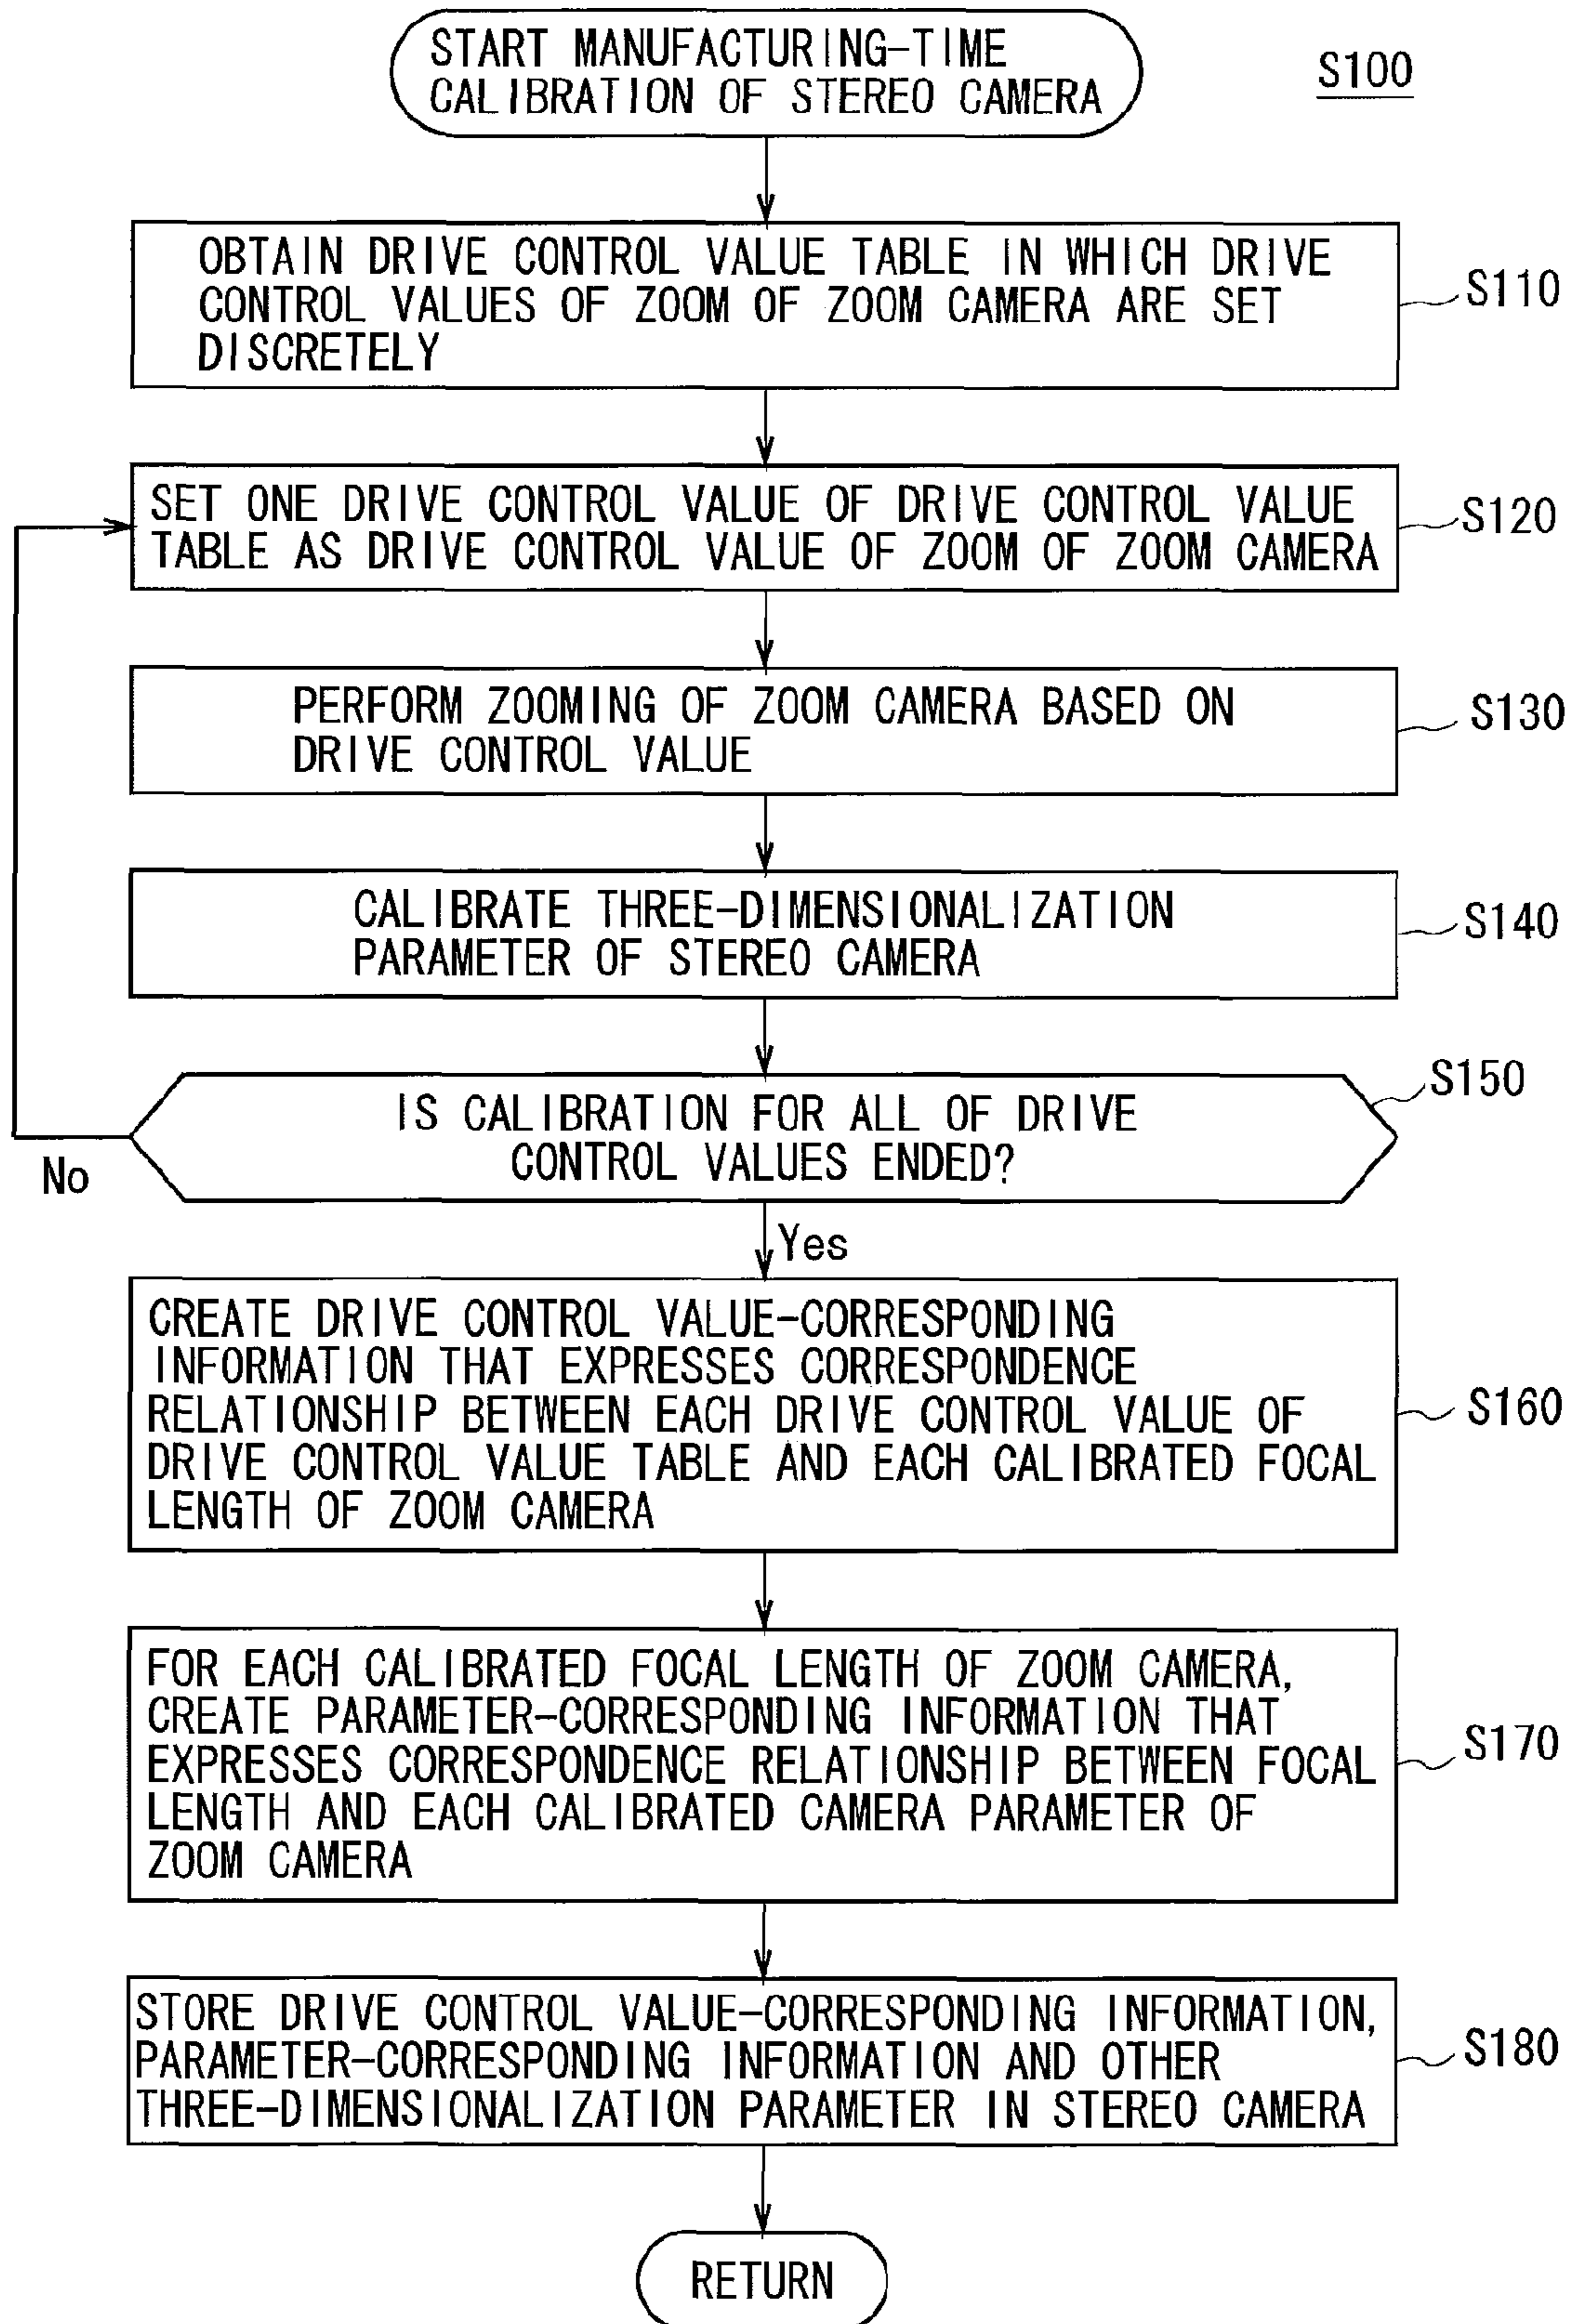 START MANUFACTURING-TIME
CALIBRATION OF STEREO CAMERA
S100
OBTAIN DRIVE CONTROL VALUE TABLE IN WHICH DRIVE
CONTROL VALUES OF ZOOM OF ZOOM CAMERA ARE SET
DISCRETELY
S110
SET ONE DRIVE CONTROL VALUE OF DRIVE CONTROL VALUE
TABLE AS DRIVE CONTROL VALUE OF ZOOM OF ZOOM CAMERA
S120
PERFORM ZOOMING OF ZOOM CAMERA BASED ON
DRIVE CONTROL VALUE
S130
CALIBRATE THREE-DIMENSIONALIZATION
PARAMETER OF STEREO CAMERA
S140
IS CALIBRATION FOR ALL OF DRIVE
CONTROL VALUES ENDED?
S150
No
Yes
CREATE DRIVE CONTROL VALUE-CORRESPONDING
INFORMATION THAT EXPRESSES CORRESPONDENCE
RELATIONSHIP BETWEEN EACH DRIVE CONTROL VALUE OF
DRIVE CONTROL VALUE TABLE AND EACH CALIBRATED FOCAL
LENGTH OF ZOOM CAMERA
S160
FOR EACH CALIBRATED FOCAL LENGTH OF ZOOM CAMERA,
CREATE PARAMETER-CORRESPONDING INFORMATION THAT
EXPRESSES CORRESPONDENCE RELATIONSHIP BETWEEN FOCAL
LENGTH AND EACH CALIBRATED CAMERA PARAMETER OF
ZOOM CAMERA
S170
STORE DRIVE CONTROL VALUE-CORRESPONDING INFORMATION,
PARAMETER-CORRESPONDING INFORMATION AND OTHER
THREE-DIMENSIONALIZATION PARAMETER IN STEREO CAMERA
S180
RETURN